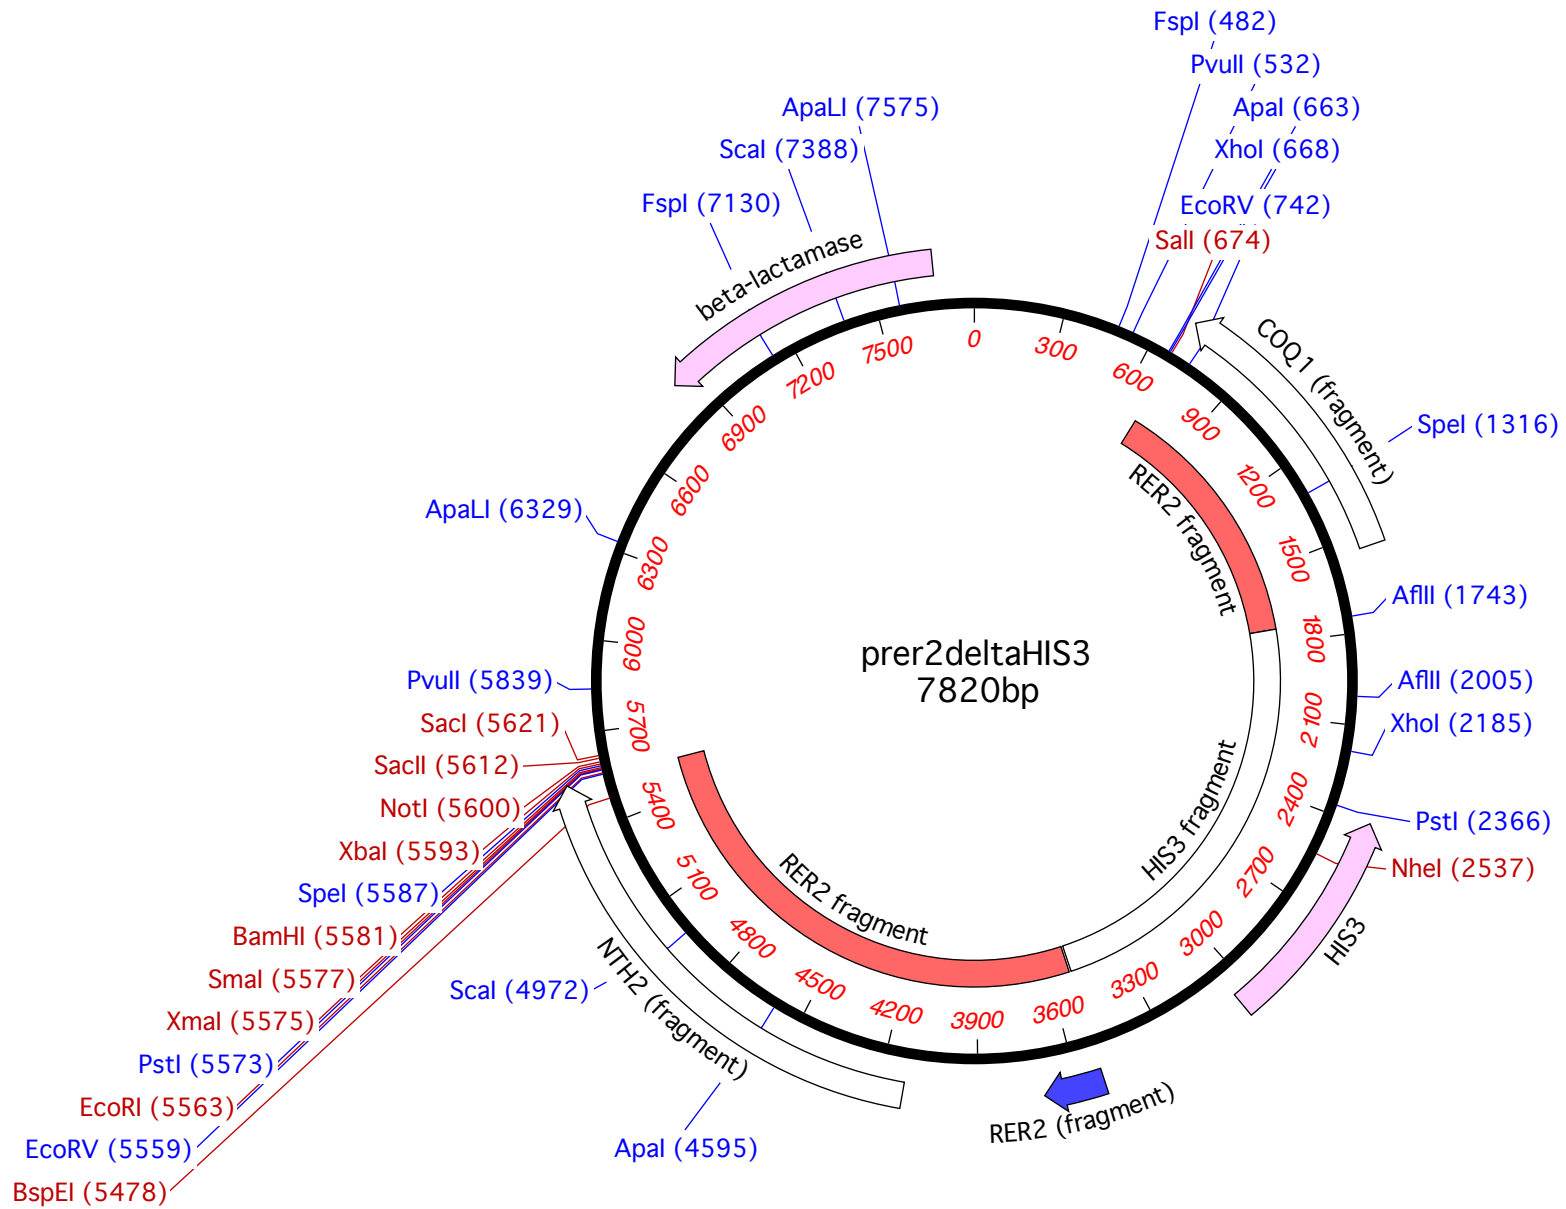 FspI (482)
PvuII (532)
ApaI (663)
XhoI (668)
EcoRV (742)
SalI (674)
ApaLI (7575)
ScaI (7388)
FspI (7130)
beta-lactamase
COQ1 (fragment)
SpeI (1316)
AflII (1743)
AflII (2005)
XhoI (2185)
PstI (2366)
NheI (2537)
HIS3
RER2 (fragment)
ApaI (4595)
NTH2 (fragment)
ScaI (4972)
ApaLI (6329)
PvuII (5839)
SacI (5621)
SacII (5612)
NotI (5600)
XbaI (5593)
SpeI (5587)
BamHI (5581)
SmaI (5577)
XmaI (5575)
PstI (5573)
EcoRI (5563)
EcoRV (5559)
BspEI (5478)
0
300
600
900
1200
1500
1800
2100
2400
2700
3000
3300
3600
3900
4200
4500
4800
5100
5400
5700
6000
6300
6600
6900
7200
7500
RER2 fragment
HIS3 fragment
RER2 fragment
prer2deltaHIS3
7820bp